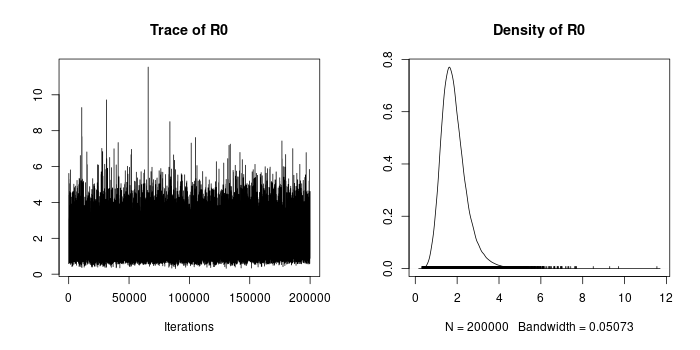 Trace of R0
10
8
6
4
2
0
0 50000 100000 150000 200000
Iterations
Density of R0
0.8
0.6
0.4
0.2
0.0
0 2 4 6 8 10 12
N = 200000 Bandwidth = 0.05073